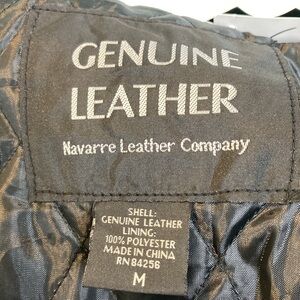 GENUINE
LEATHER
Navarre Leather Company
SHELL:
GENUINE LEATHER
LINING:
100% POLYESTER
MADE IN CHINA
RN 84256
M